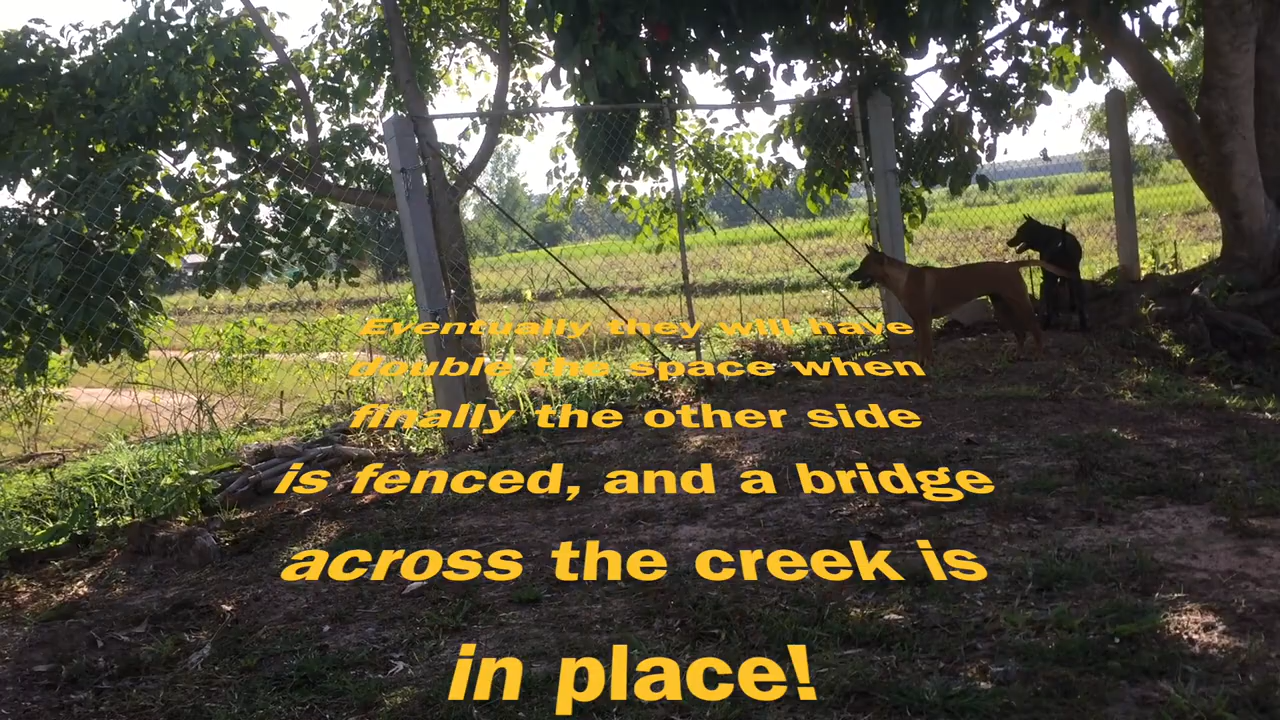 Eventually they will have
double the space when
finally the other side
is fenced, and a bridge
across the creek is
in place!